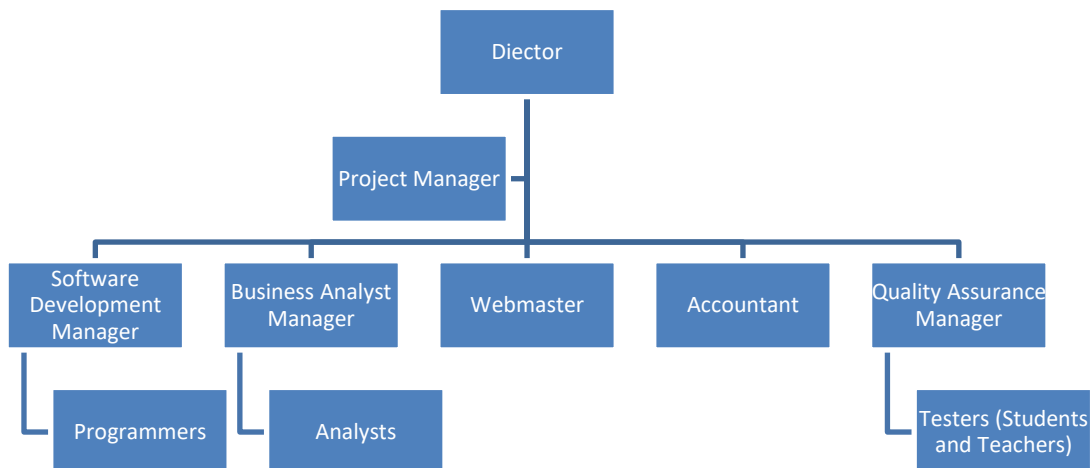 Diector
Project Manager
Software
Development
Manager
Business Analyst
Manager
Webmaster
Accountant
Quality Assurance
Manager
Programmers
Analysts
Testers (Students
and Teachers)